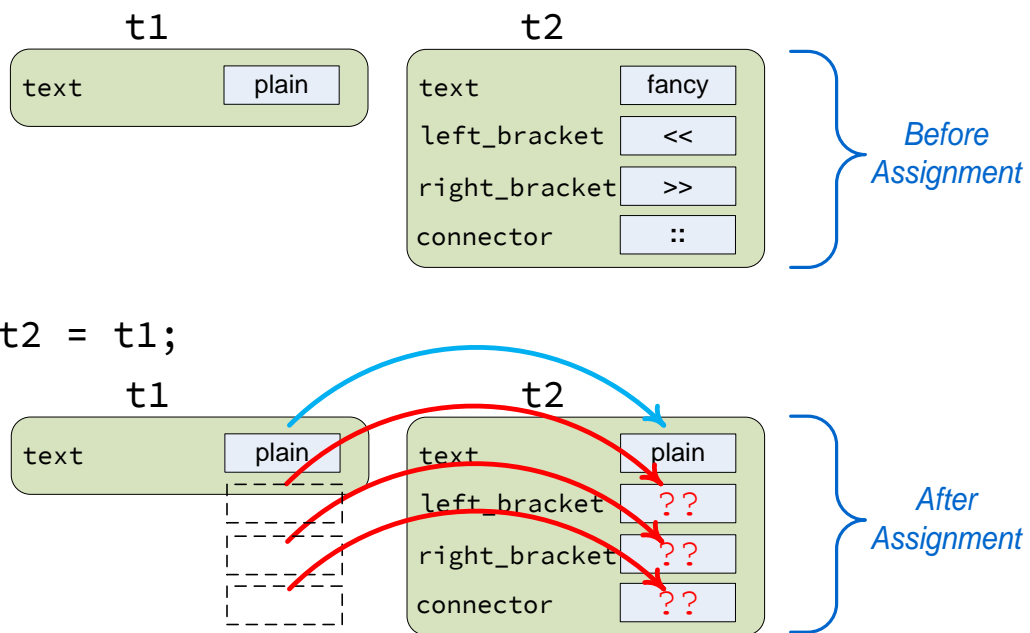 t1 t2
text plain text fancy
left_bracket <<
right_bracket >>
connector ::
Before
Assignment
t2 = t1;
t1 t2
text plain text plain
left_bracket ??
right_bracket ??
connector ??
After
Assignment